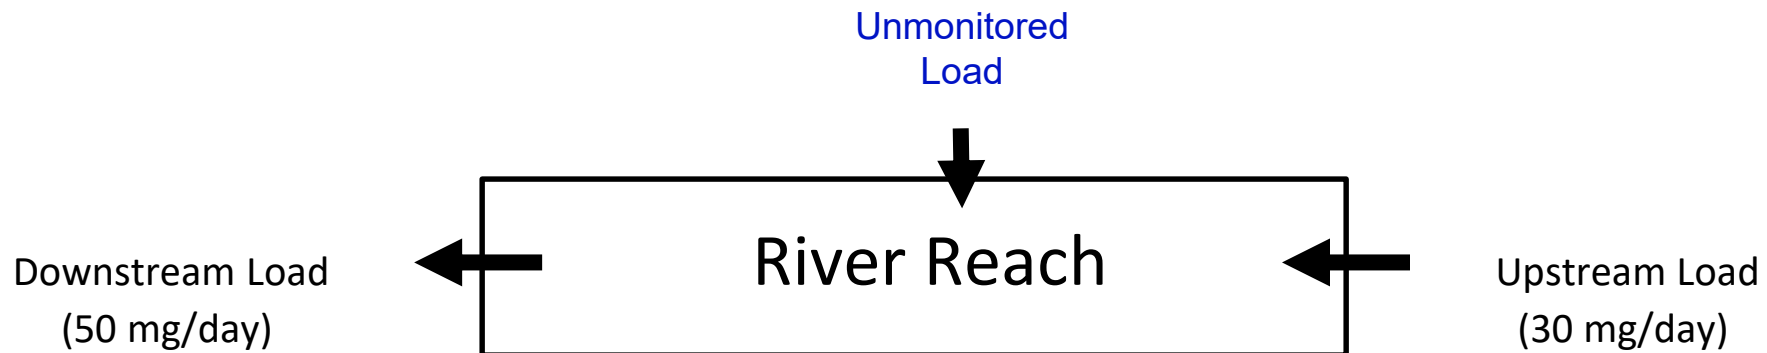 Unmonitored
Load
River Reach
Downstream Load
(50 mg/day)
Upstream Load
(30 mg/day)